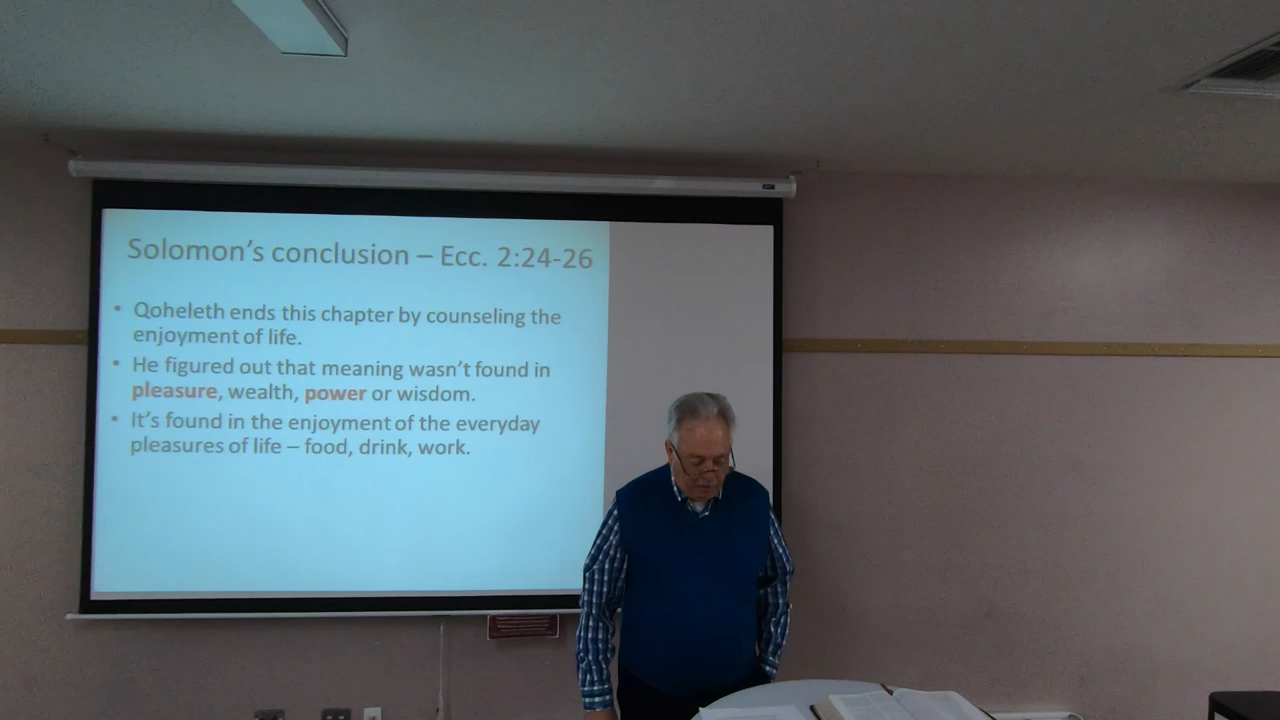 Solomon's conclusion – Ecc. 2:24-26
• Qoheleth ends this chapter by counseling the
enjoyment of life.
• He figured out that meaning wasn't found in
pleasure, wealth, power or wisdom.
• It's found in the enjoyment of the everyday
pleasures of life – food, drink, work.